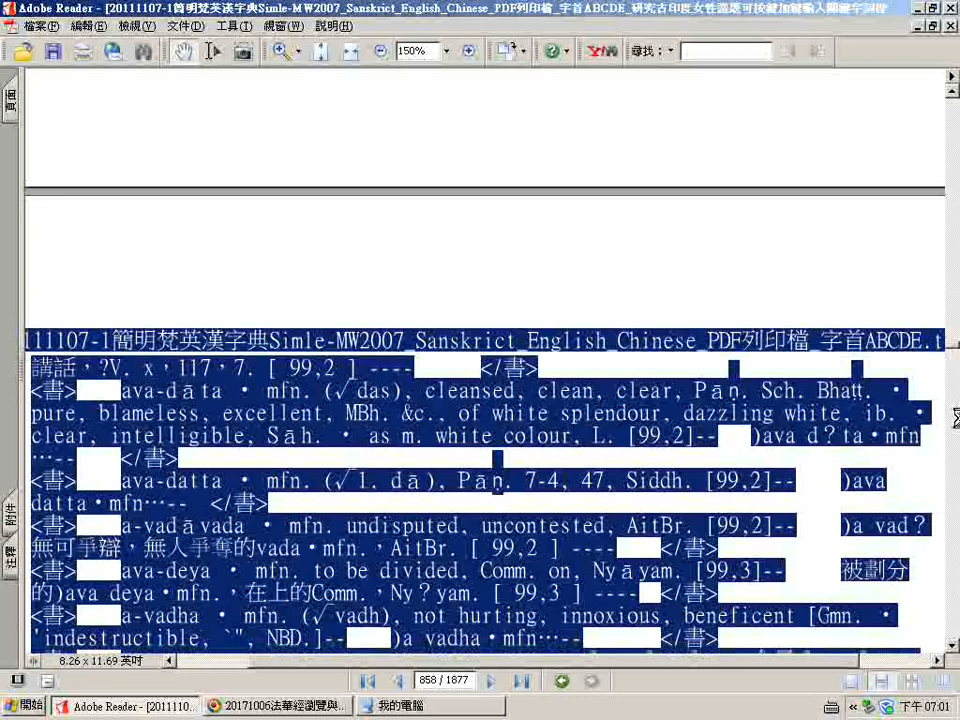 Adobe Reader - [20111107-1簡明梵英漢字典Simle-MW2007_Sanskrict_English_Chinese_PDF列印檔_字首ABCDE_研究古印度女性議題可按鍵加鍵輸入關鍵字詞搜
檔案(F) 編輯(E) 檢視(V) 文件(D) 工具(T) 視窗(W) 說明(H)
150% Y! 尋找:
頁面
111107-1簡明梵英漢字典Simle-MW2007_Sanskrict_English_Chinese_PDF列印檔_字首ABCDE.t
講話，?V. x，117，7. [ 99,2 ] ---- </書>
<書> ava-dāta • mfn. (√das), cleansed, clean, clear, Pāṇ. Sch. Bhaṭṭ. •
pure, blameless, excellent, MBh. &c., of white splendour, dazzling white, ib. •
clear, intelligible, Sāh. • as m. white colour, L. [99,2]-- )ava d?ta•mfn
…-- </書>
<書> ava-datta • mfn. (√1. dā), Pāṇ. 7-4, 47, Siddh. [99,2]-- )ava
datta•mfn…-- </書>
<書> a-vadāvada • mfn. undisputed, uncontested, AitBr. [99,2]-- )a vad?
無可爭辯，無人爭奪的vada•mfn.，AitBr. [ 99,2 ] ---- </書>
<書> ava-deya • mfn. to be divided, Comm. on, Nyāyam. [99,3]-- 被劃分
的)ava deya•mfn.，在上的Comm.，Ny？yam. [ 99,3 ] ---- </書>
<書> a-vadha • mfn. (√vadh), not hurting, innoxious, beneficent [Gmn. •
'indestructible, `", NBD.]-- )a vadha•mfn…-- </書>
附件
註釋
8.26 x 11.69 英吋
858 / 1877
開始 Adobe Reader - [2011110... 20171006法華經瀏覽與... 我的電腦 下午 07:01